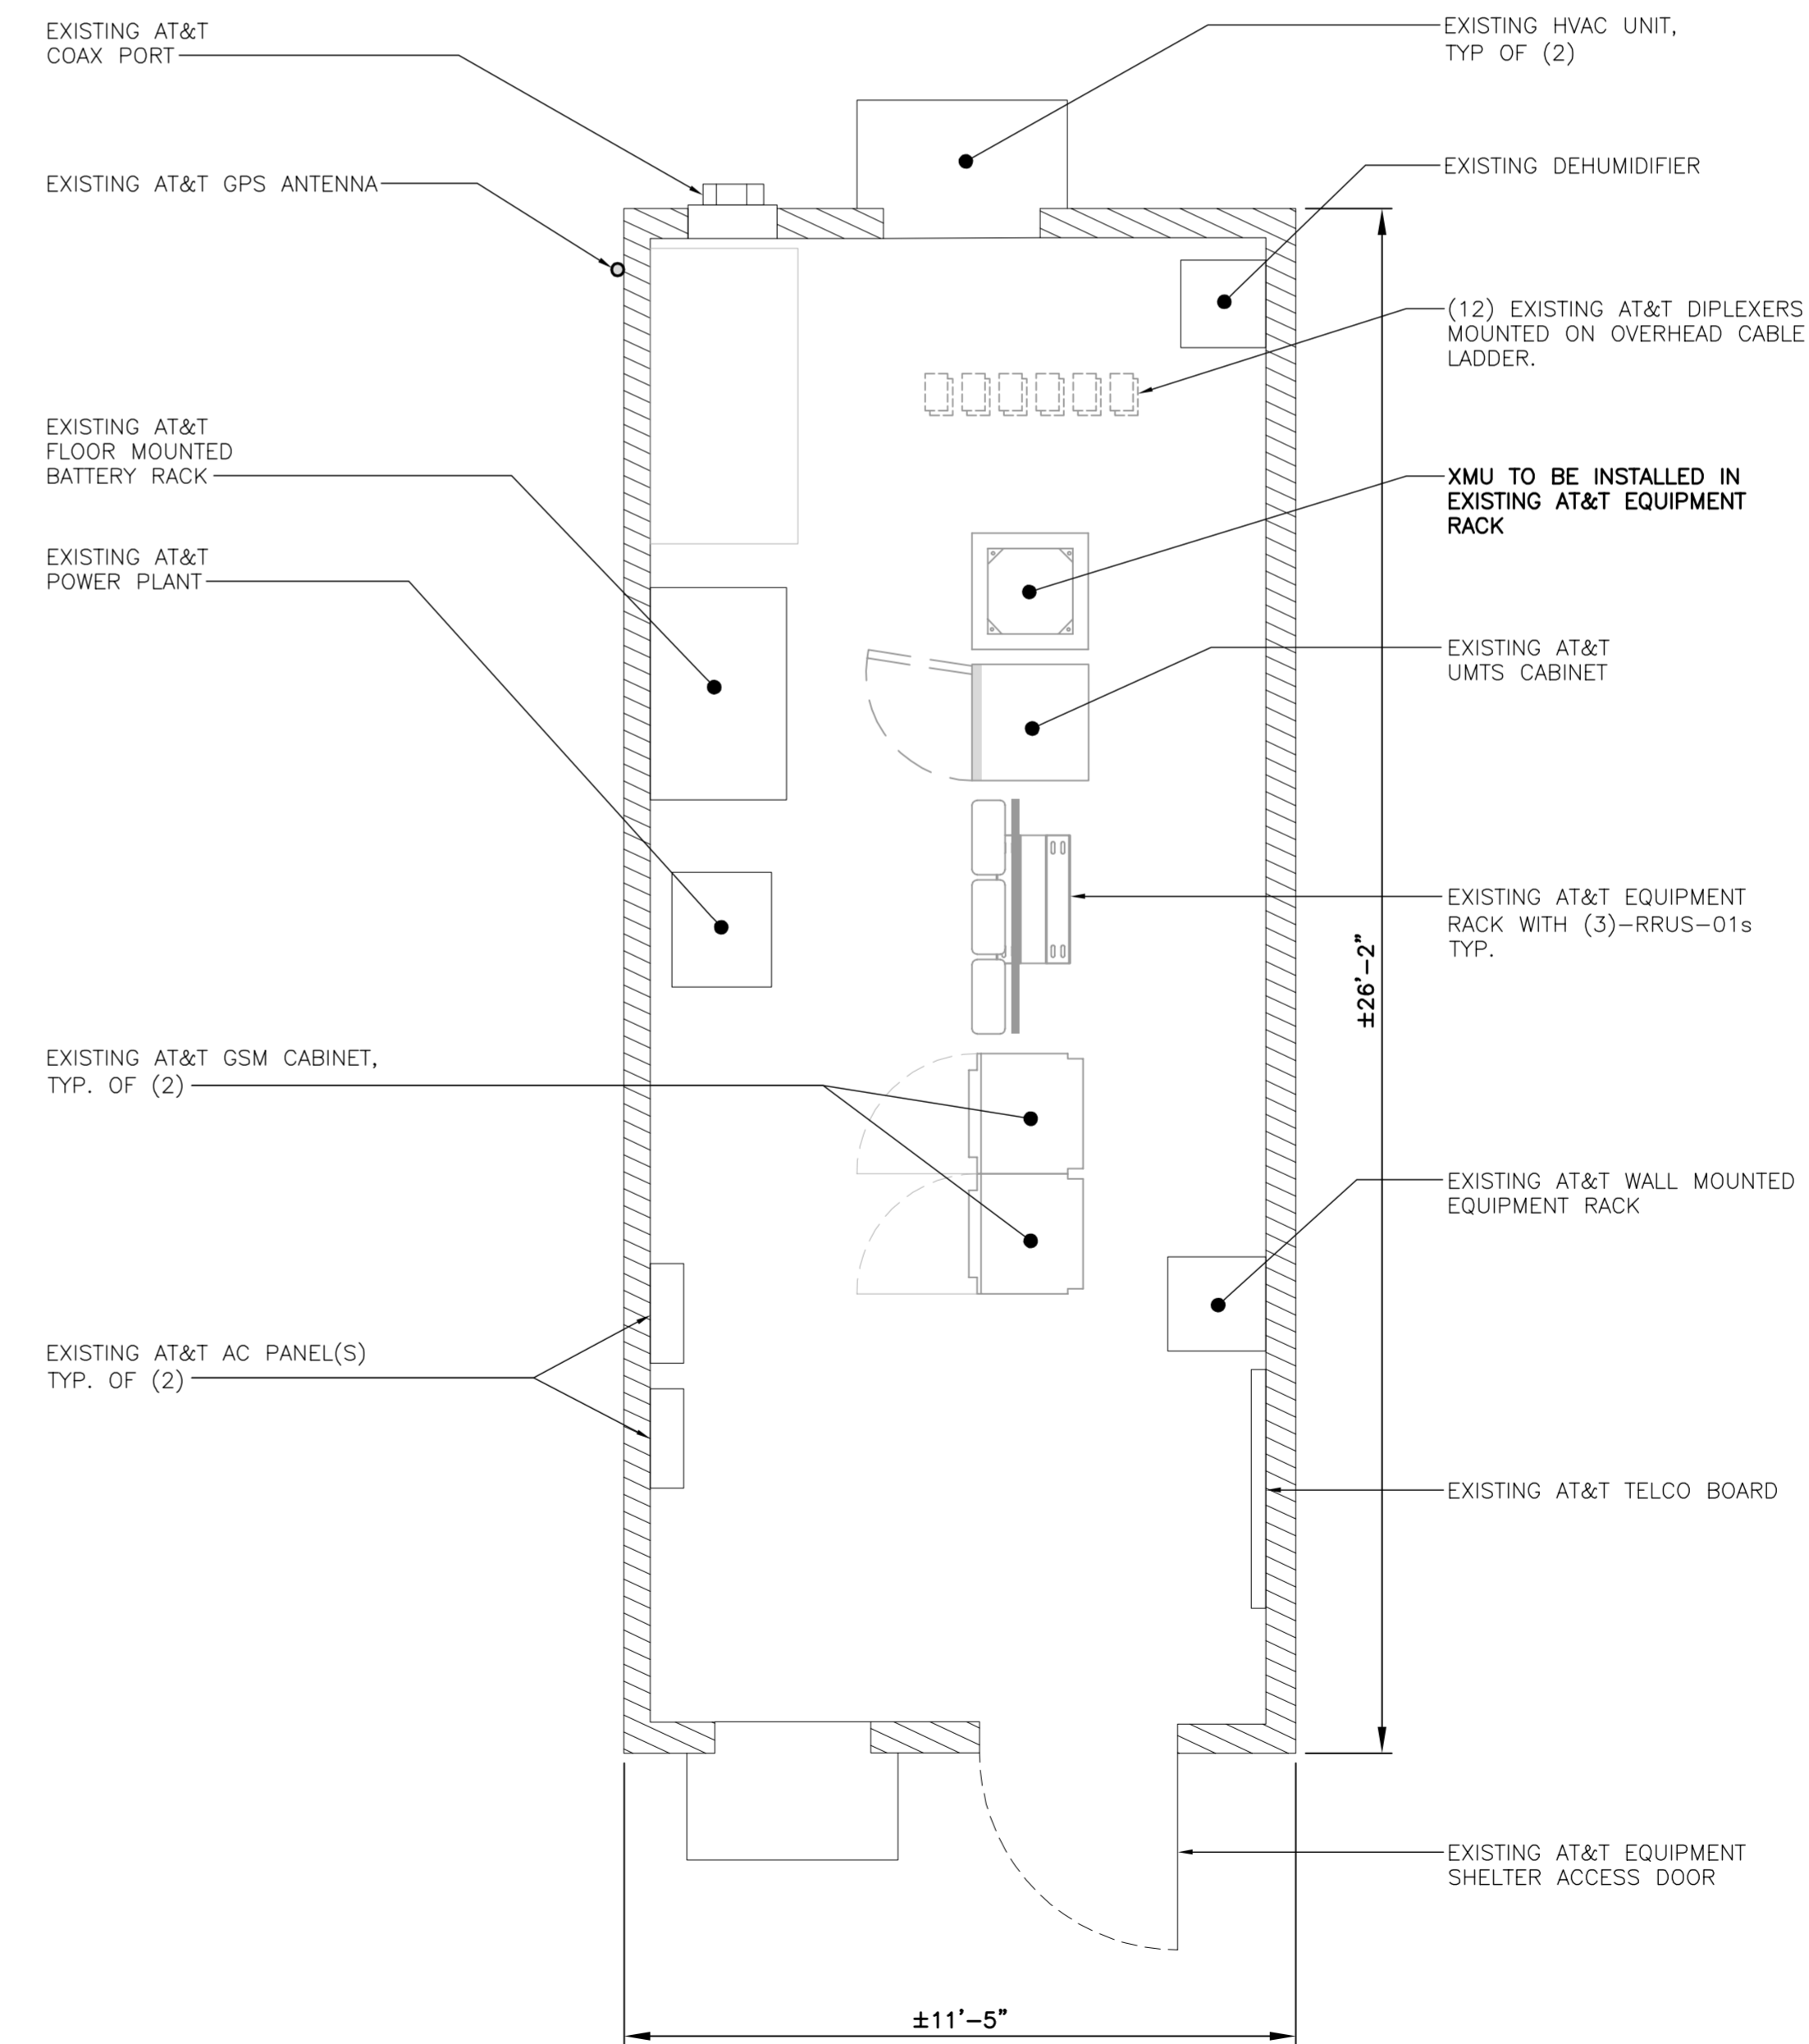 EXISTING AT&T
COAX PORT
EXISTING HVAC UNIT,
TYP OF (2)
EXISTING AT&T GPS ANTENNA
EXISTING DEHUMIDIFIER
(12) EXISTING AT&T DIPLEXERS
MOUNTED ON OVERHEAD CABLE
LADDER.
EXISTING AT&T
FLOOR MOUNTED
BATTERY RACK
XMU TO BE INSTALLED IN
EXISTING AT&T EQUIPMENT
RACK
EXISTING AT&T
POWER PLANT
EXISTING AT&T
UMTS CABINET
EXISTING AT&T EQUIPMENT
RACK WITH (3)-RRUS-01s
TYP.
±26'-2"
EXISTING AT&T GSM CABINET,
TYP. OF (2)
EXISTING AT&T WALL MOUNTED
EQUIPMENT RACK
EXISTING AT&T AC PANEL(S)
TYP. OF (2)
EXISTING AT&T TELCO BOARD
EXISTING AT&T EQUIPMENT
SHELTER ACCESS DOOR
±11'-5"